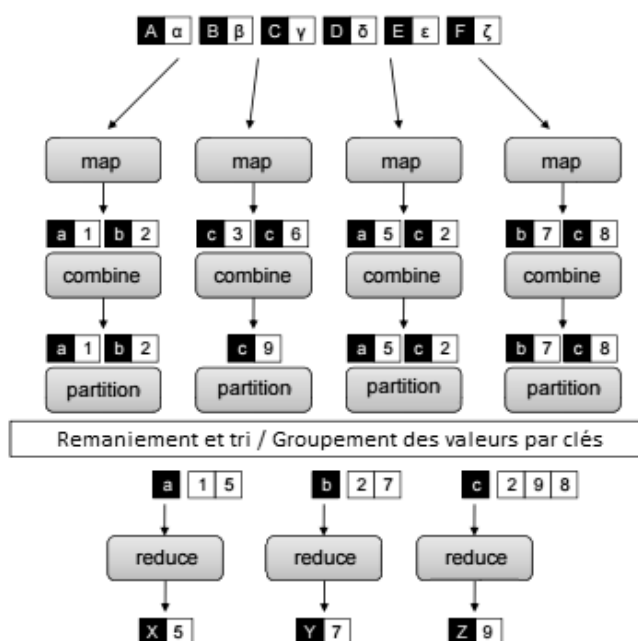 A α B β C γ D δ E ε F ζ
map map map map
a 1 b 2 c 3 c 6 a 5 c 2 b 7 c 8
combine combine combine combine
a 1 b 2 c 9 a 5 c 2 b 7 c 8
partition partition partition partition
Remaniement et tri / Groupement des valeurs par clés
a 1 5 b 2 7 c 2 9 8
reduce reduce reduce
X 5 Y 7 Z 9